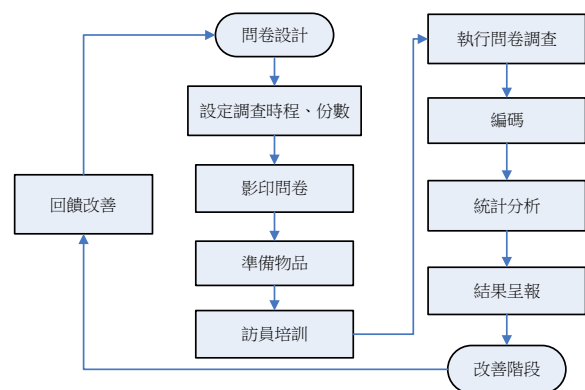 問卷設計
設定調查時程、份數
影印問卷
準備物品
訪員培訓
執行問卷調查
編碼
統計分析
結果呈報
改善階段
回饋改善